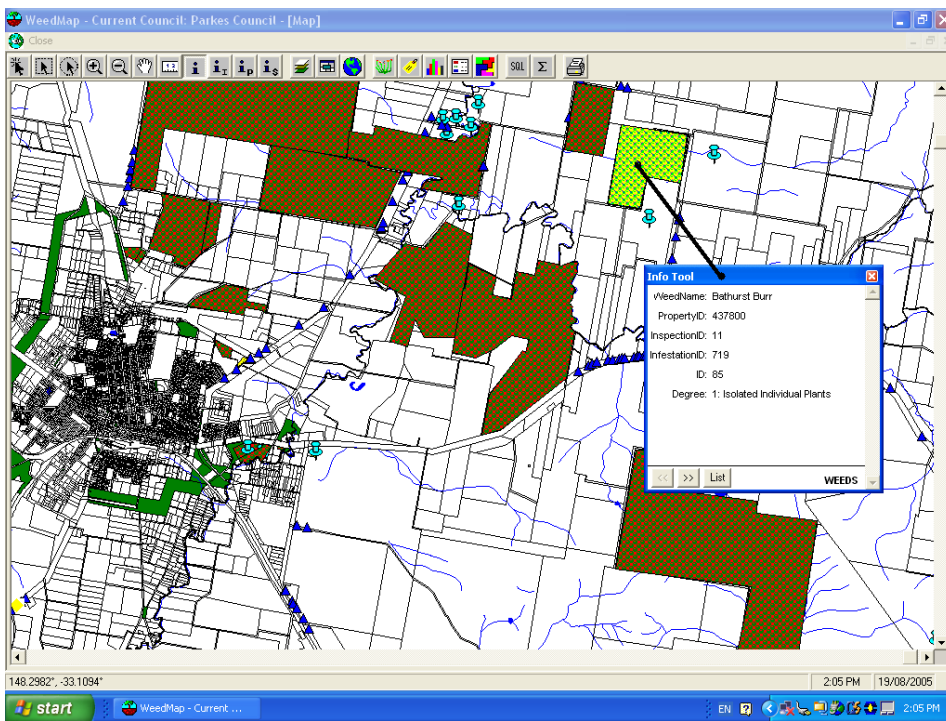 WeedMap - Current Council: Parkes Council - [Map]
Close
i i I i P i S SQL Σ
Info Tool
WeedName: Bathurst Burr
PropertyID: 437800
InspectionID: 11
InfestationID: 719
ID: 85
Degree: 1: Isolated Individual Plants
<< >> List WEEDS
148.2982°, -33.1094° 2:05 PM 19/08/2005
start WeedMap - Current ... EN ? 2:05 PM